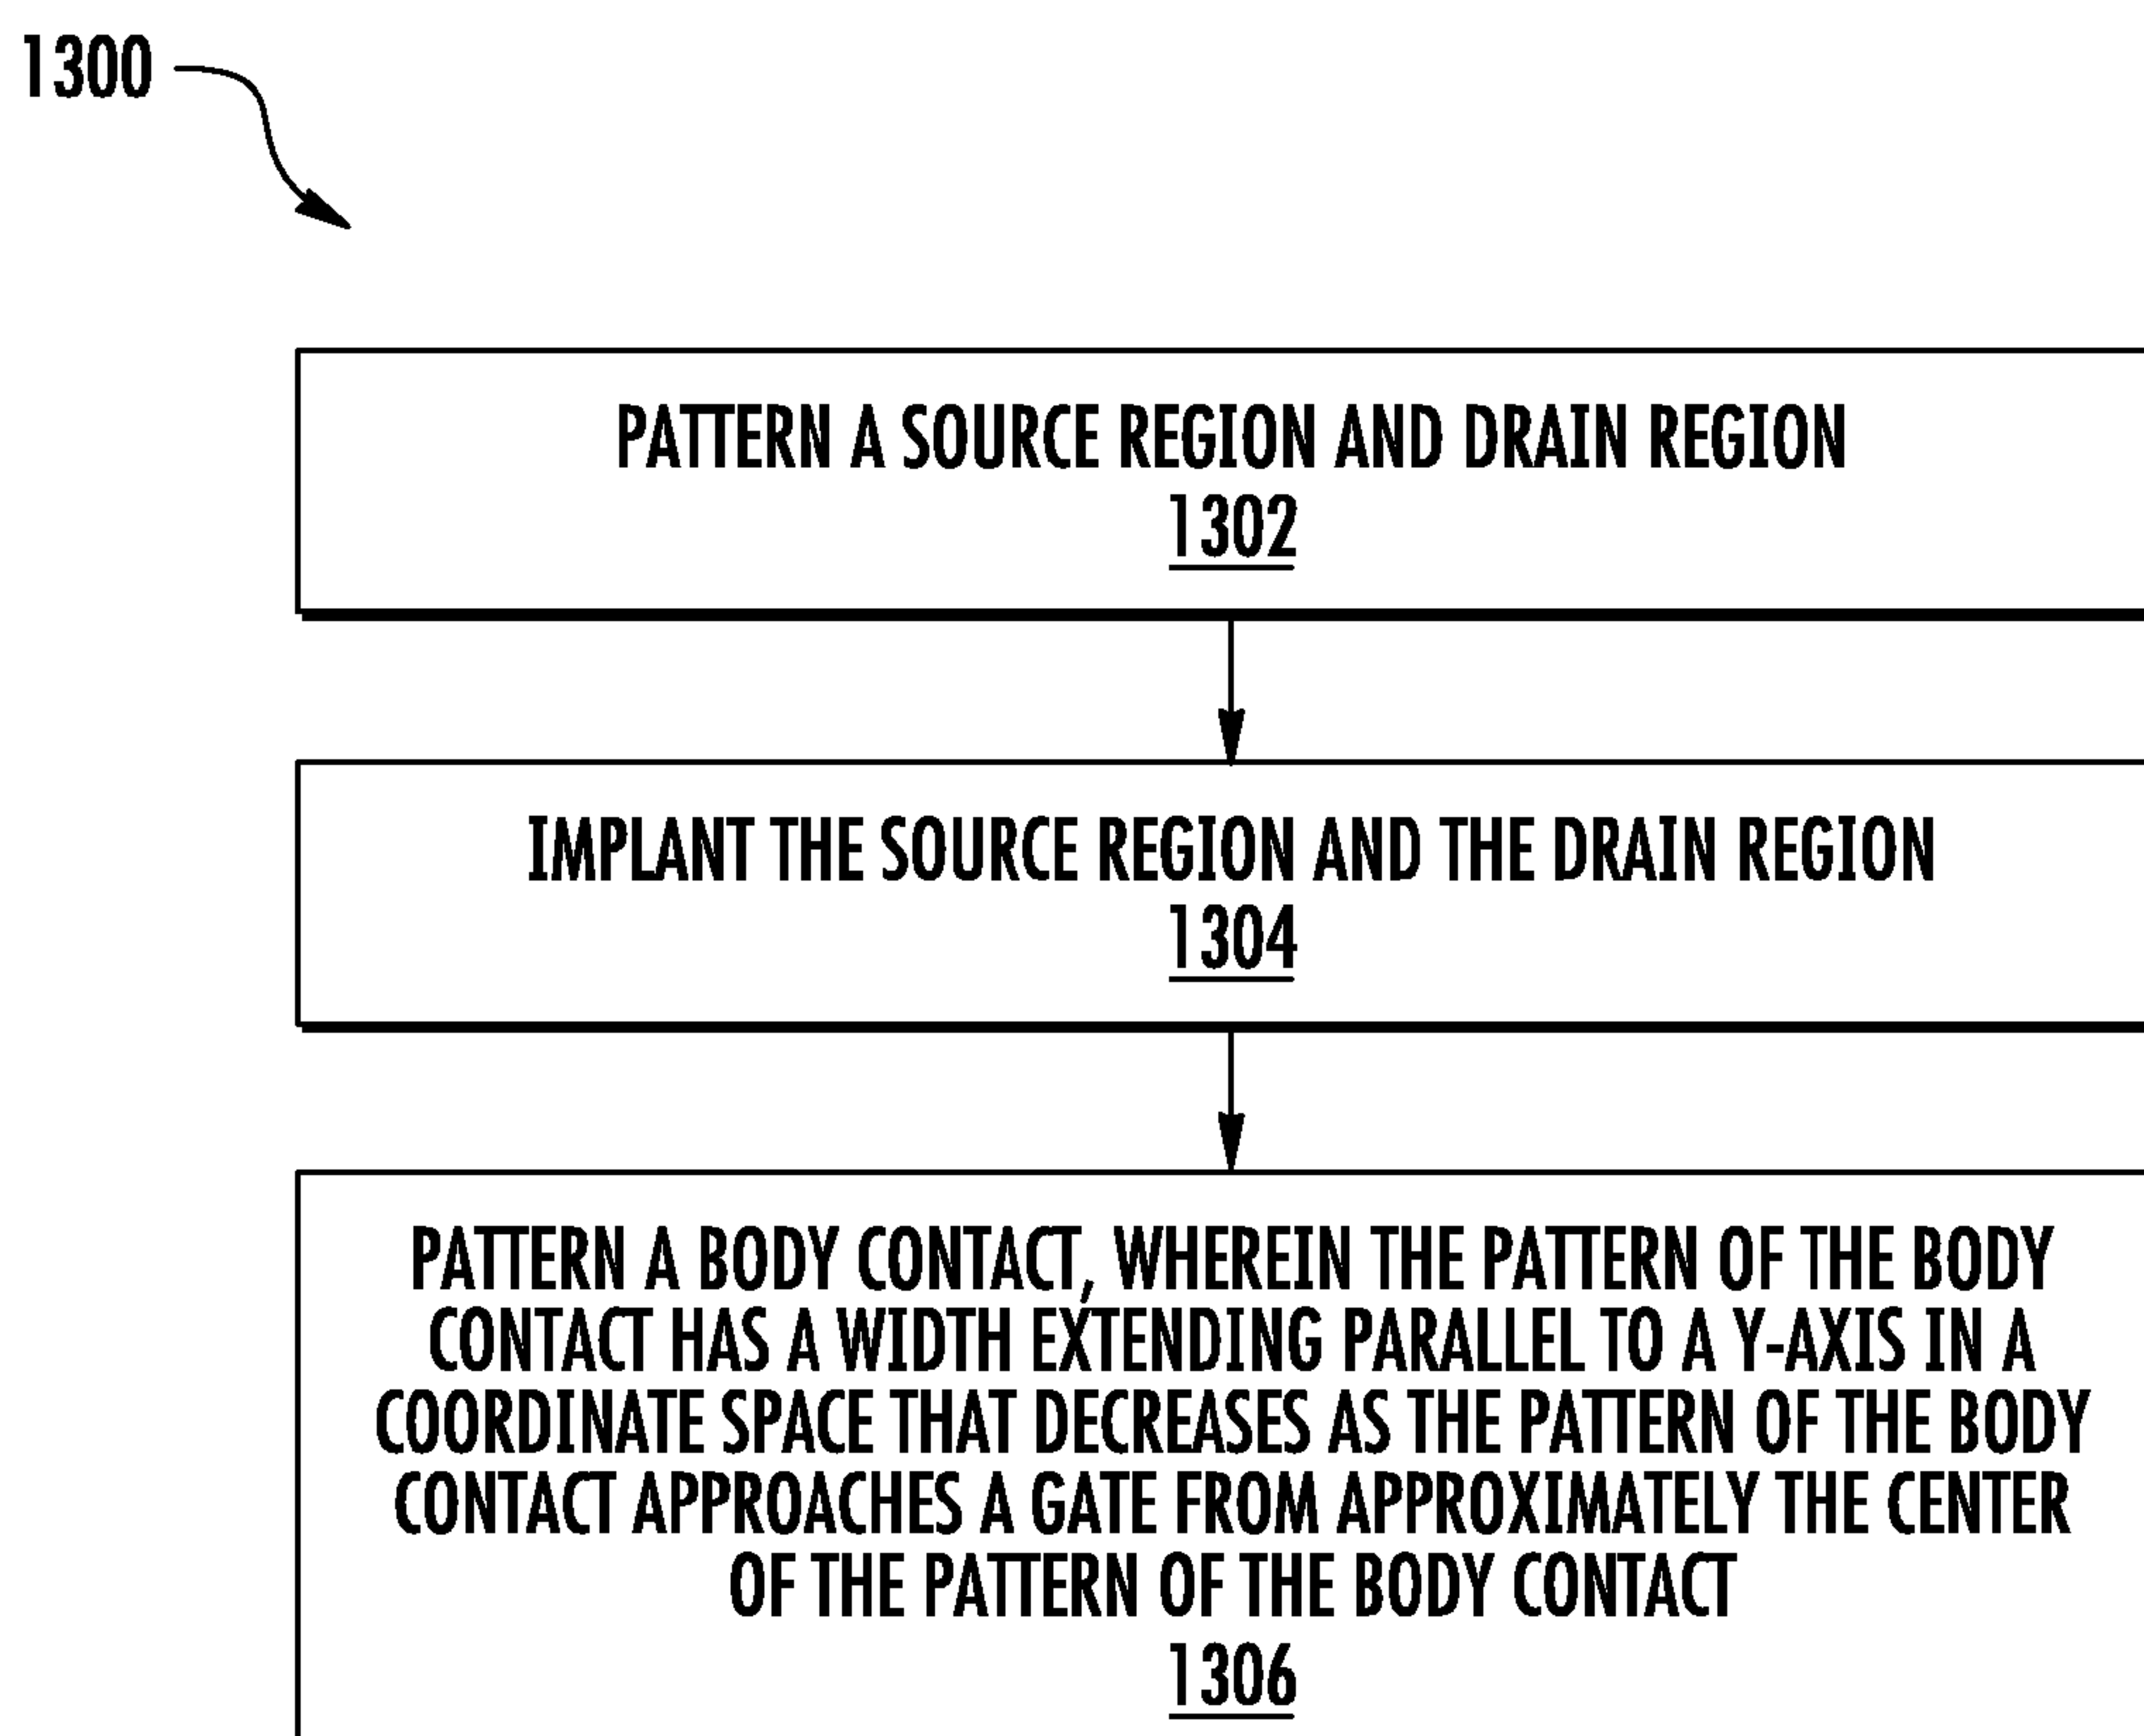 1300
PATTERN A SOURCE REGION AND DRAIN REGION
1302
IMPLANT THE SOURCE REGION AND THE DRAIN REGION
1304
PATTERN A BODY CONTACT, WHEREIN THE PATTERN OF THE BODY
CONTACT HAS A WIDTH EXTENDING PARALLEL TO A Y-AXIS IN A
COORDINATE SPACE THAT DECREASES AS THE PATTERN OF THE BODY
CONTACT APPROACHES A GATE FROM APPROXIMATELY THE CENTER
OF THE PATTERN OF THE BODY CONTACT
1306